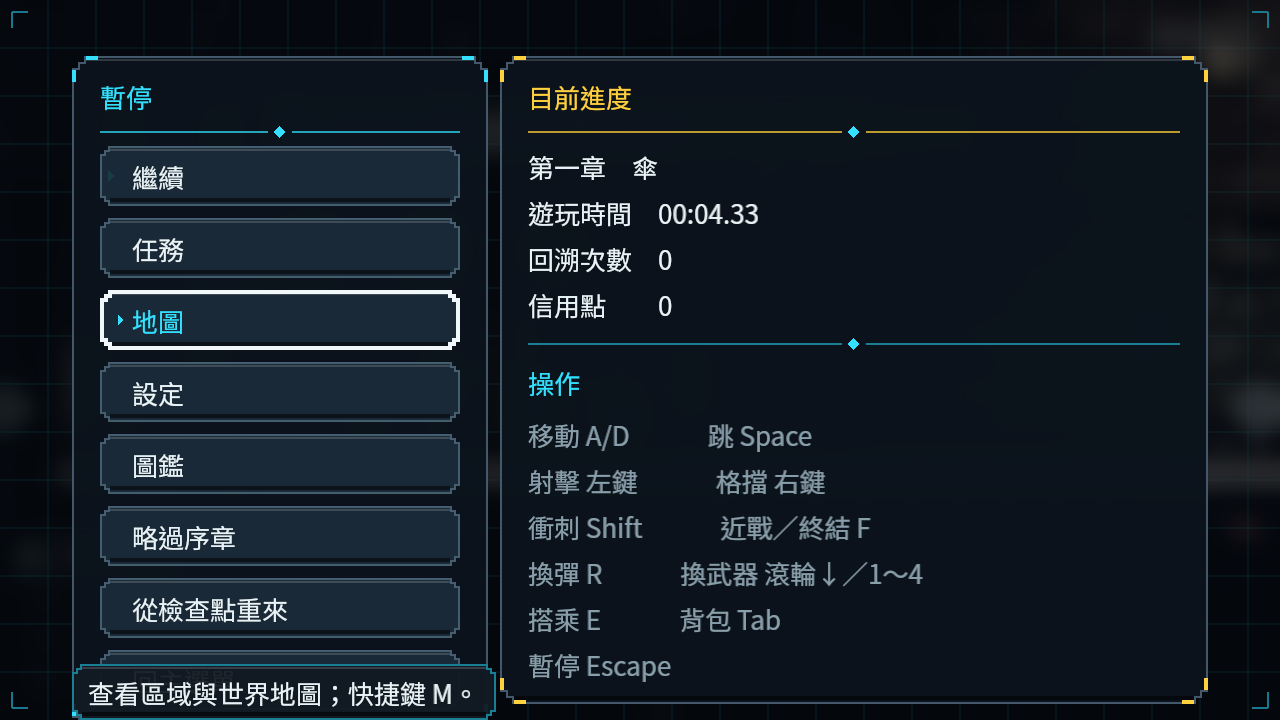 暫停
繼續
任務
地圖
設定
圖鑑
略過序章
從檢查點重來
查看區域與世界地圖；快捷鍵 M。
目前進度
第一章 傘
遊玩時間 00:04.33
回溯次數 0
信用點 0
操作
移動 A/D 跳 Space
射擊 左鍵 格擋 右鍵
衝刺 Shift 近戰／終結 F
換彈 R 換武器 滾輪↓／1～4
搭乘 E 背包 Tab
暫停 Escape